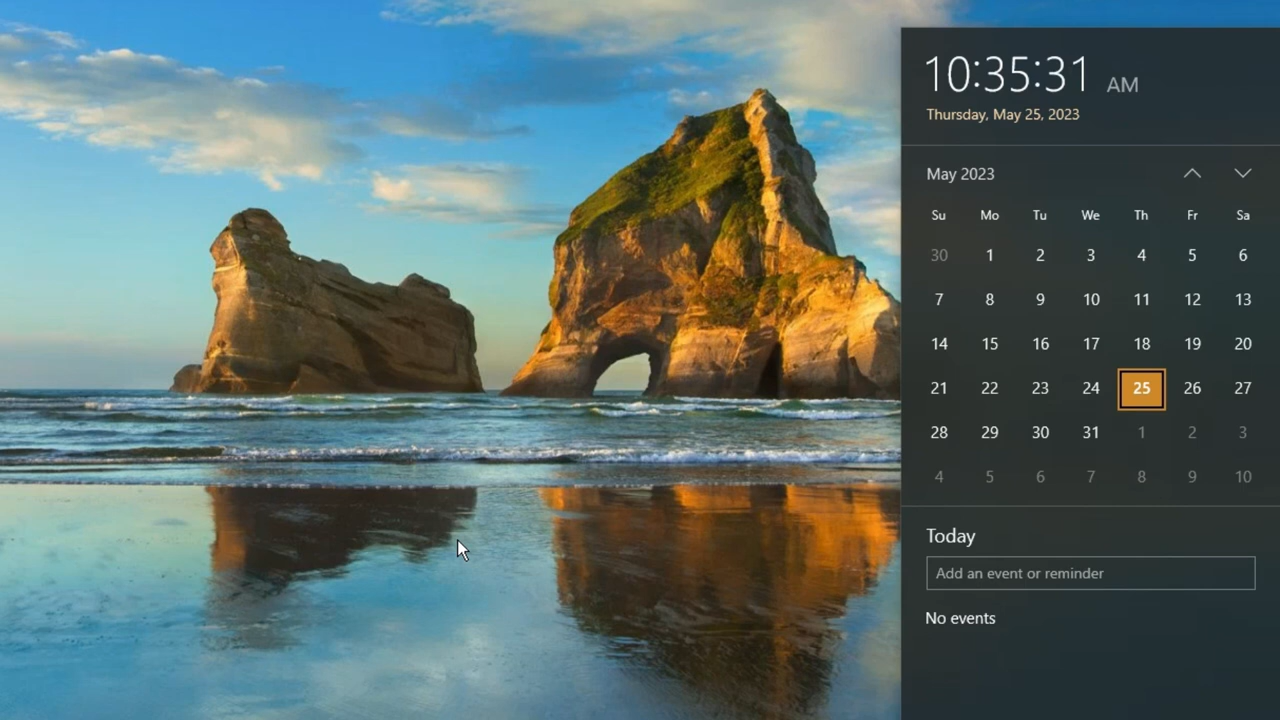 10:35:31 AM
Thursday, May 25, 2023
May 2023
Su Mo Tu We Th Fr Sa
30 1 2 3 4 5 6
7 8 9 10 11 12 13
14 15 16 17 18 19 20
21 22 23 24 25 26 27
28 29 30 31 1 2 3
4 5 6 7 8 9 10
Today
Add an event or reminder
No events